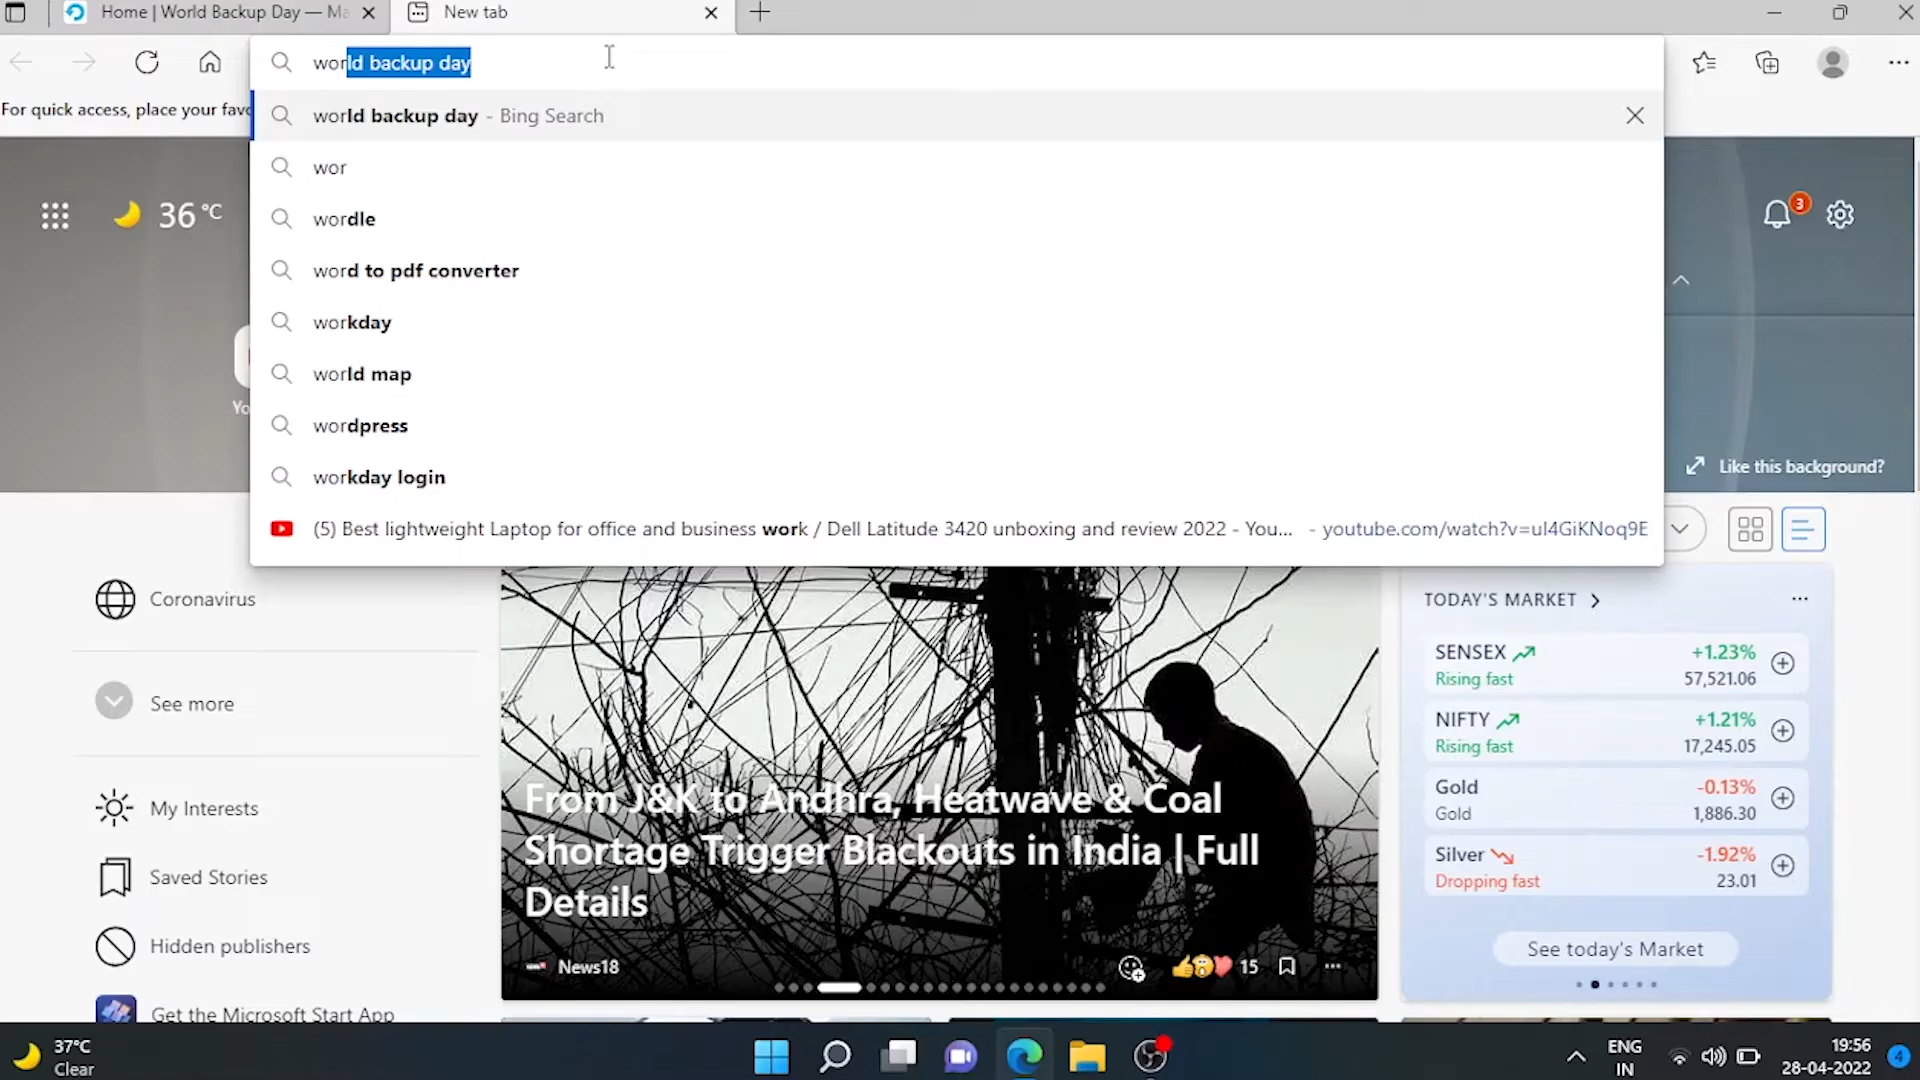 Home | World Backup Day — Ma
New tab
world backup day
For quick access, place your favo
world backup day - Bing Search
wor
wordle
word to pdf converter
workday
world map
wordpress
workday login
(5) Best lightweight Laptop for office and business work / Dell Latitude 3420 unboxing and review 2022 - You... - youtube.com/watch?v=ul4GiKNoq9E
36 °C
3
Yo
Like this background?
Coronavirus
See more
My Interests
Saved Stories
Hidden publishers
Get the Microsoft Start App
From J&K to Andhra, Heatwave & Coal
Shortage Trigger Blackouts in India | Full
Details
News18
15
TODAY'S MARKET
SENSEX +1.23%
Rising fast 57,521.06
NIFTY +1.21%
Rising fast 17,245.05
Gold -0.13%
Gold 1,886.30
Silver -1.92%
Dropping fast 23.01
See today's Market
37°C
Clear
ENG
IN
19:56
28-04-2022
4